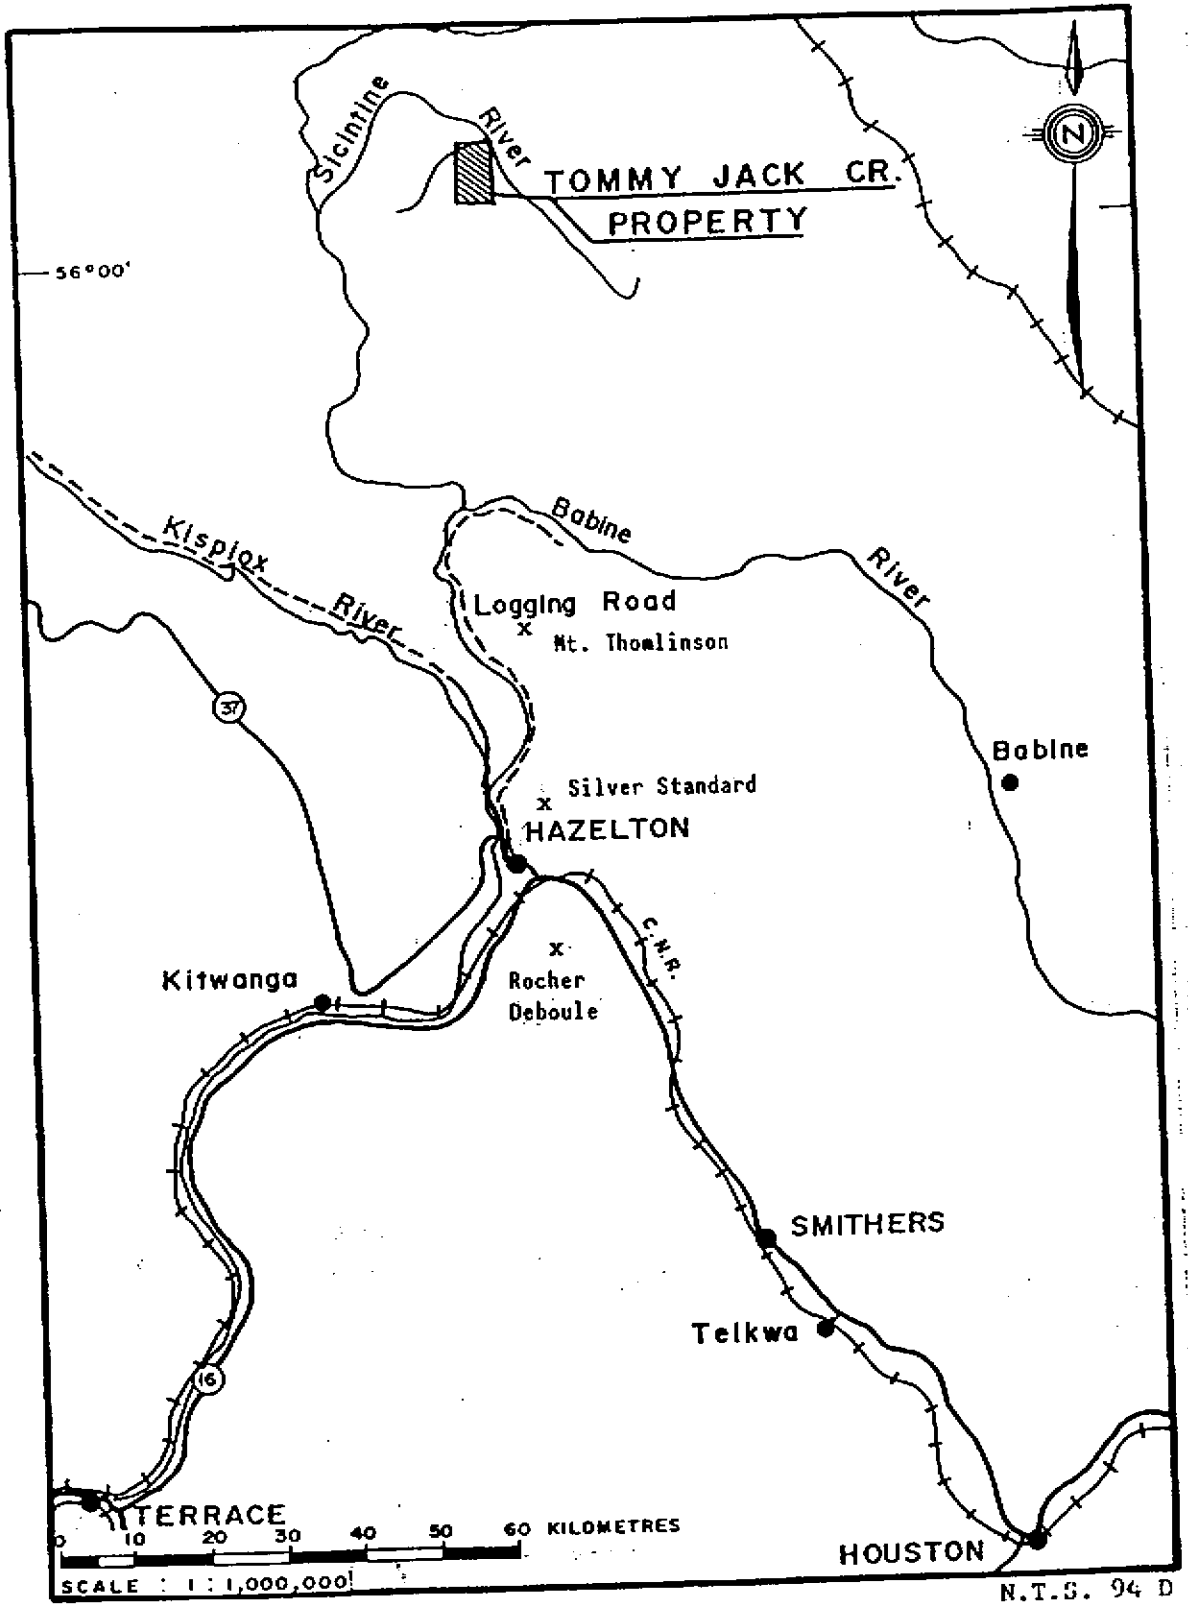 Sicintine
River
TOMMY JACK CR.
PROPERTY
N
56°00'
Babine
River
Kispiox
River
Logging Road
x
Mt. Thomlinson
37
Babine
x Silver Standard
HAZELTON
C.N.R.
Kitwanga
x
Rocher
Deboule
SMITHERS
Telkwa
16
TERRACE
0 10 20 30 40 50 60 KILOMETRES
HOUSTON
SCALE : 1 : 1,000,000
N.T.S. 94 D